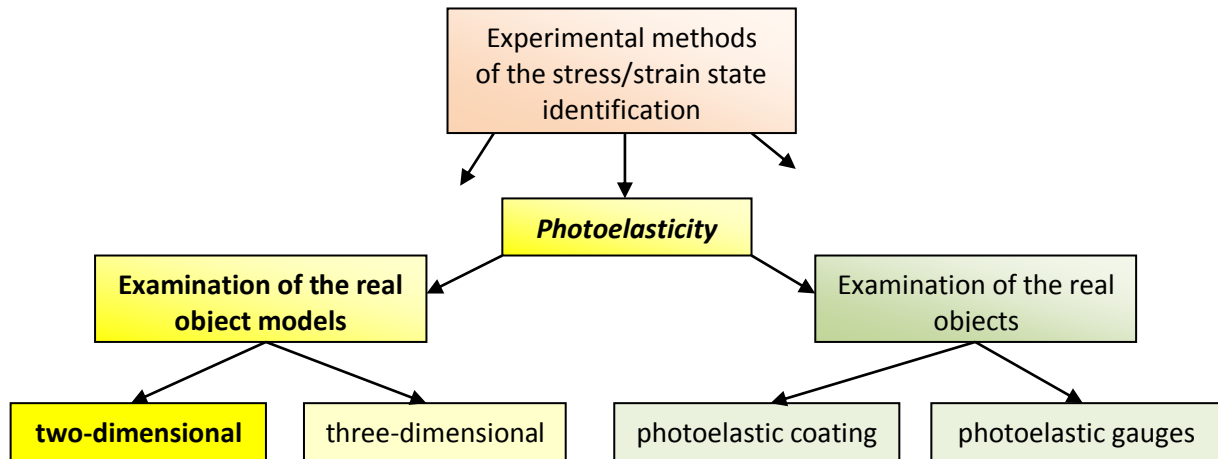 Experimental methods
of the stress/strain state
identification
Photoelasticity
Examination of the real
object models
Examination of the real
objects
two-dimensional
three-dimensional
photoelastic coating
photoelastic gauges